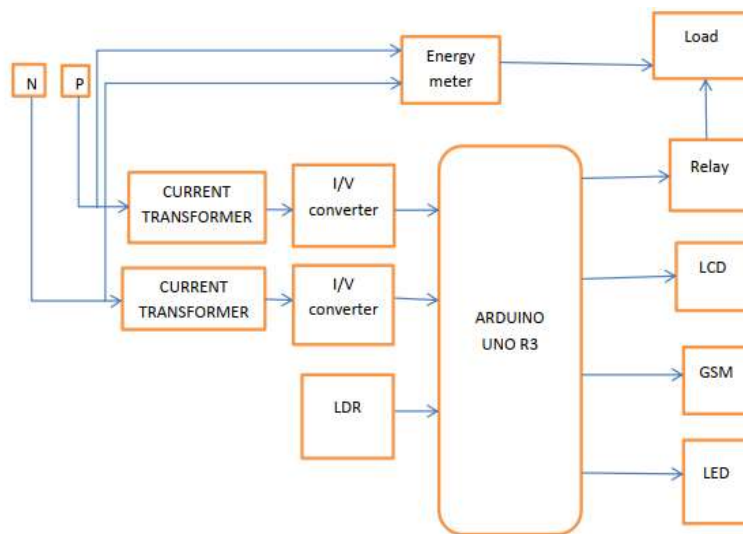 Load
Energy
meter
N
P
Relay
I/V
converter
CURRENT
TRANSFORMER
LCD
I/V
converter
CURRENT
TRANSFORMER
ARDUINO
UNO R3
GSM
LDR
LED